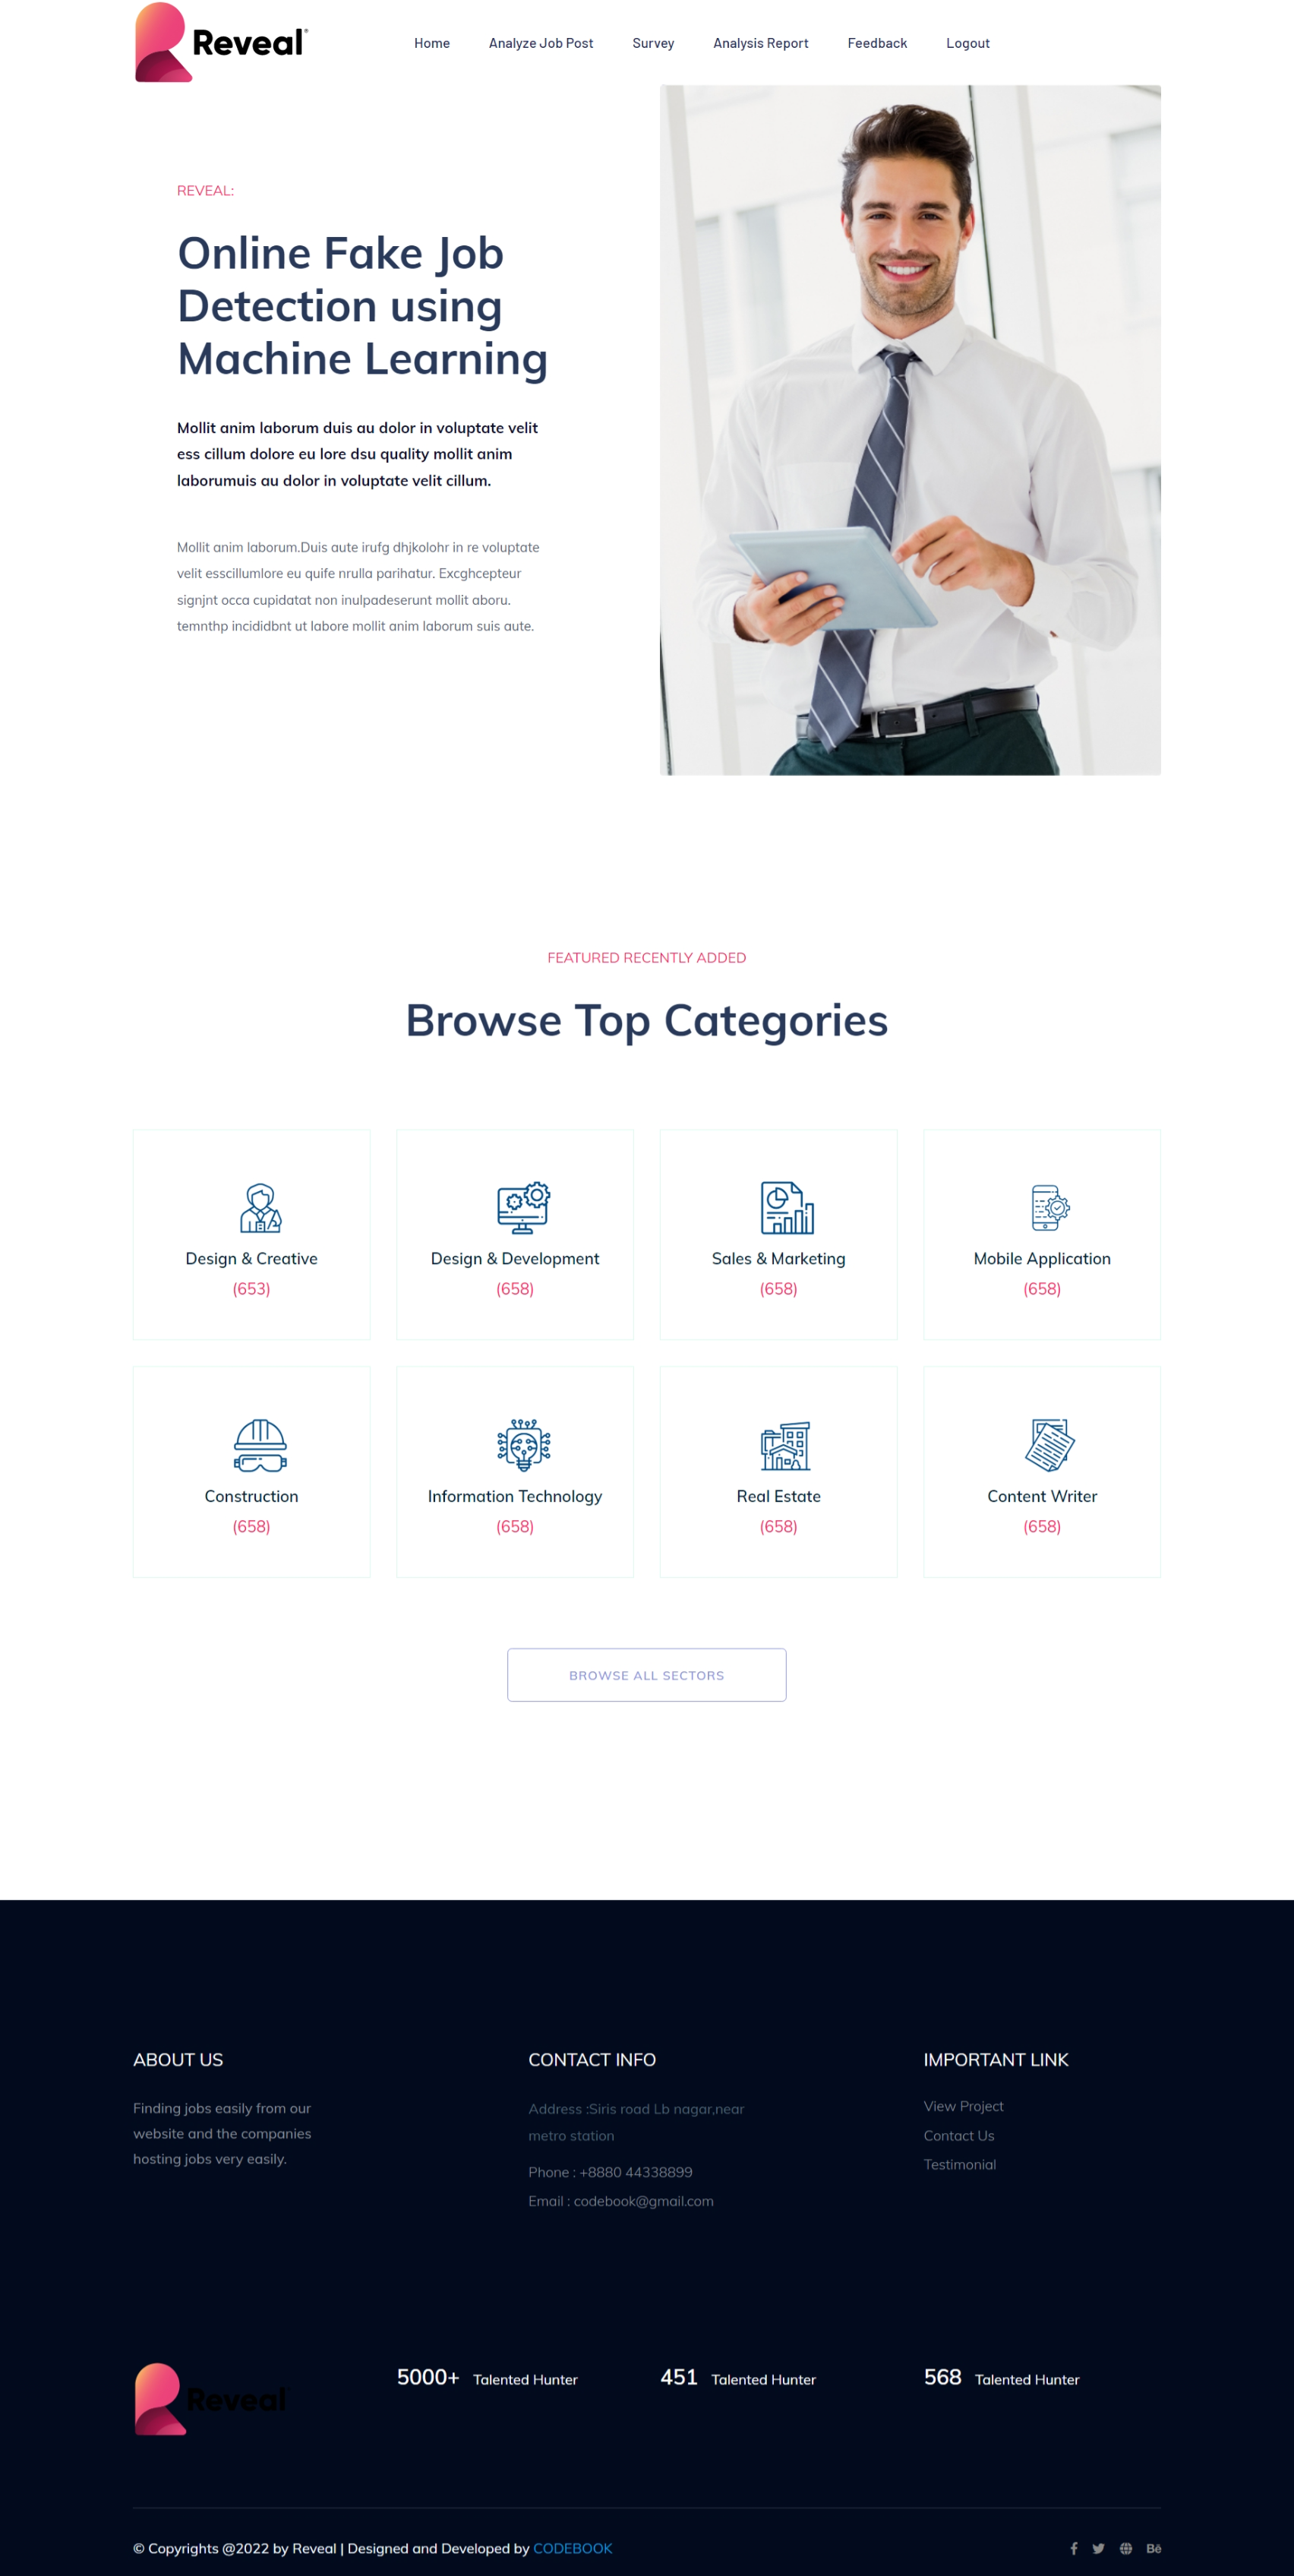 Reveal
Home
Analyze Job Post
Survey
Analysis Report
Feedback
Logout
REVEAL:
Online Fake Job
Detection using
Machine Learning
Mollit anim laborum duis au dolor in voluptate velit
ess cillum dolore eu lore dsu quality mollit anim
laborumuis au dolor in voluptate velit cillum.
Mollit anim laborum.Duis aute irufg dhjkolohr in re voluptate
velit esscillumlore eu quife nrulla parihatur. Excghcepteur
signjnt occa cupidatat non inulpadeserunt mollit aboru.
temnthp incididbnt ut labore mollit anim laborum suis aute.
FEATURED RECENTLY ADDED
Browse Top Categories
Design & Creative
(653)
Design & Development
(658)
Sales & Marketing
(658)
Mobile Application
(658)
Construction
(658)
Information Technology
(658)
Real Estate
(658)
Content Writer
(658)
BROWSE ALL SECTORS
ABOUT US
Finding jobs easily from our
website and the companies
hosting jobs very easily.
CONTACT INFO
Address :Siris road Lb nagar,near
metro station
Phone : +8880 44338899
Email : codebook@gmail.com
IMPORTANT LINK
View Project
Contact Us
Testimonial
Reveal
5000+ Talented Hunter
451 Talented Hunter
568 Talented Hunter
© Copyrights @2022 by Reveal | Designed and Developed by CODEBOOK